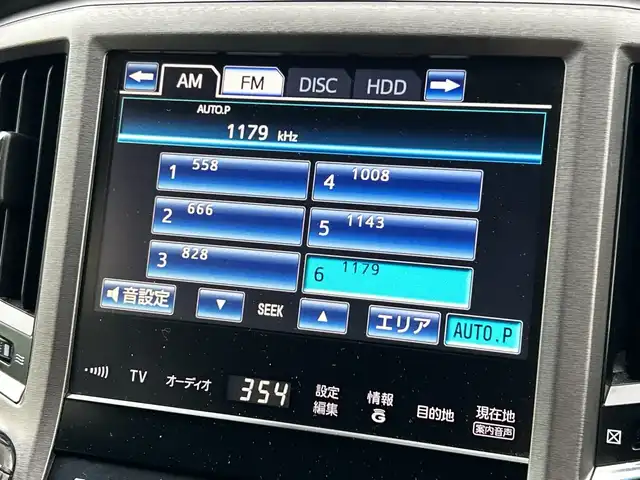 AM FM DISC HDD
AUTO.P
1179 kHz
1 558
4 1008
2 666
5 1143
3 828
6 1179
音設定
SEEK
エリア
AUTO.P
TV
オーディオ
354
設定
編集
情報
G
目的地
現在地
案内音声